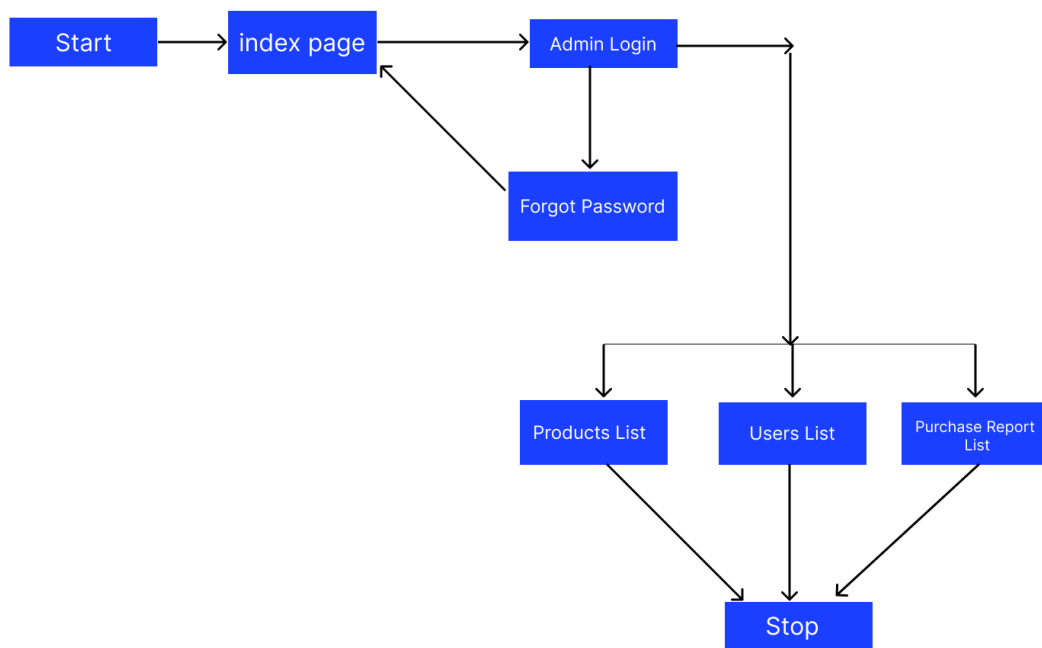 Start
index page
Admin Login
Forgot Password
Products List
Users List
Purchase Report
List
Stop